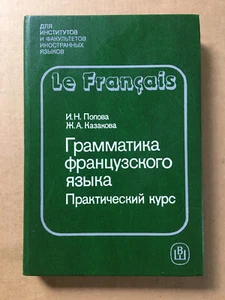 ДЛЯ
ИНСТИТУТОВ
И ФАКУЛЬТЕТОВ
ИНОСТРАННЫХ
ЯЗЫКОВ
Le Français
И.Н. Попова
Ж.А. Казакова
Грамматика
французского
языка
Практический курс